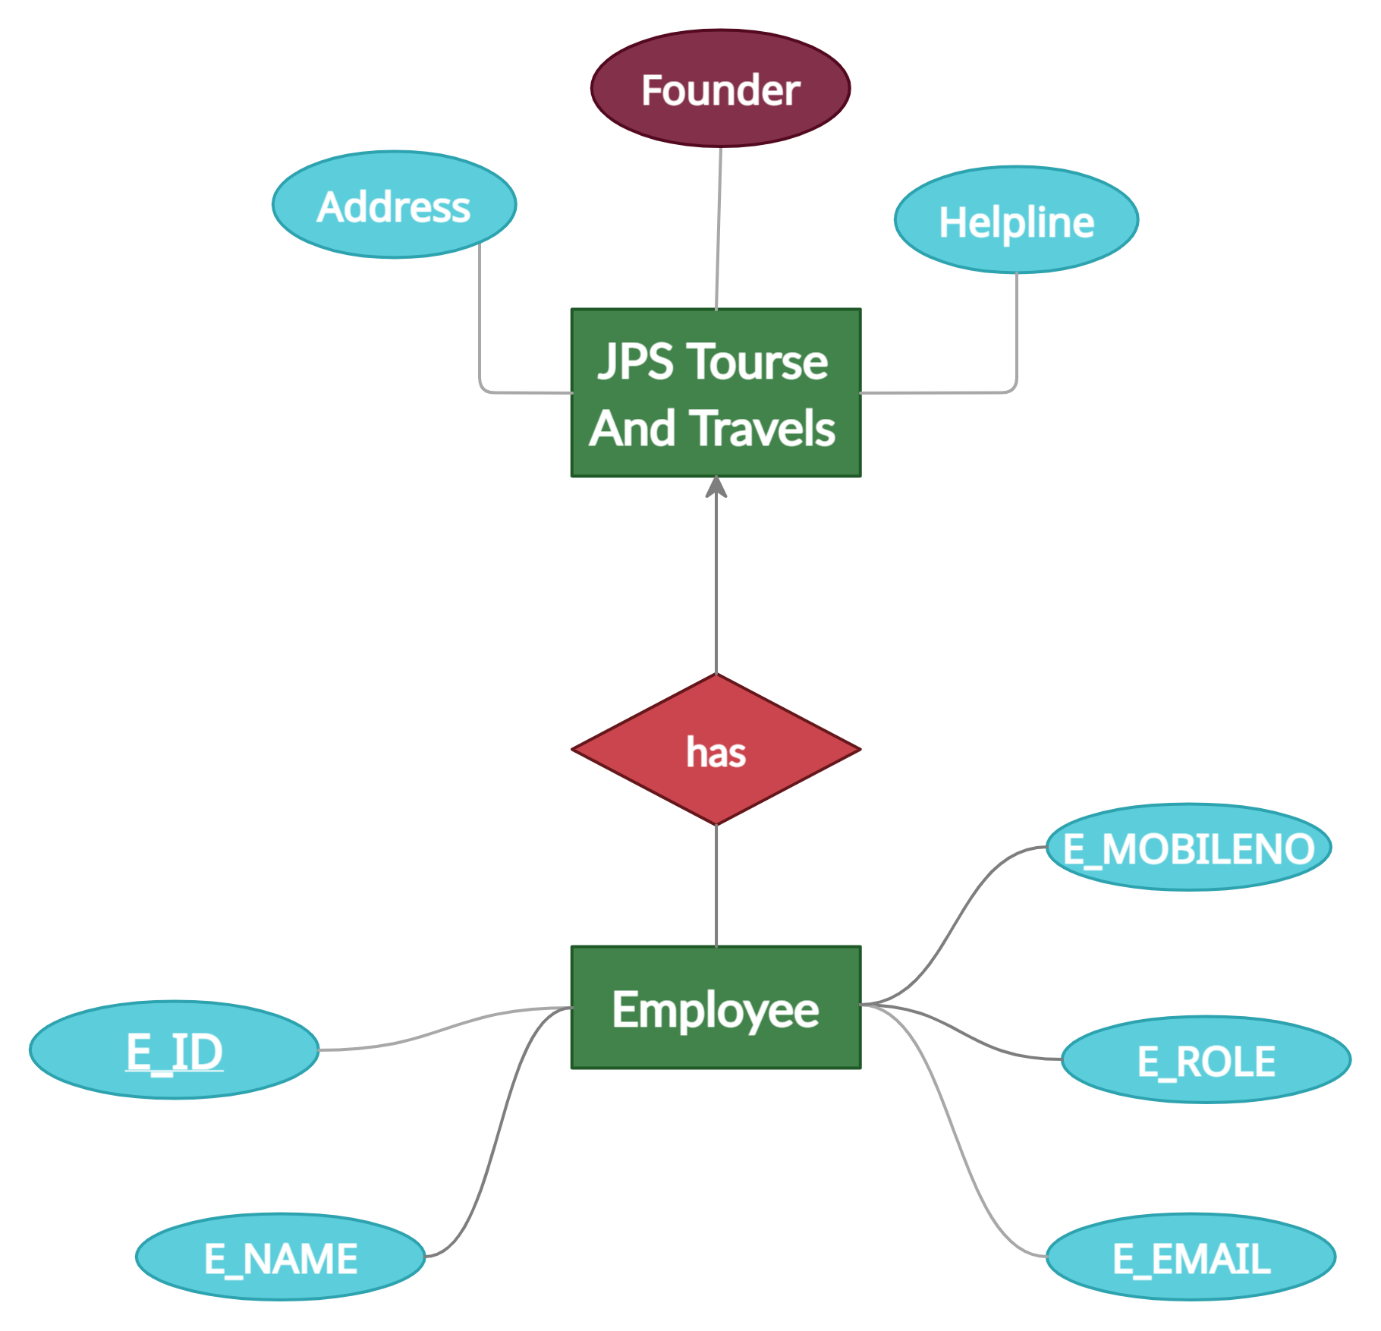 Founder
Address
Helpline
JPS Tourse
And Travels
has
E_MOBILENO
Employee
E_ID
E_ROLE
E_NAME
E_EMAIL